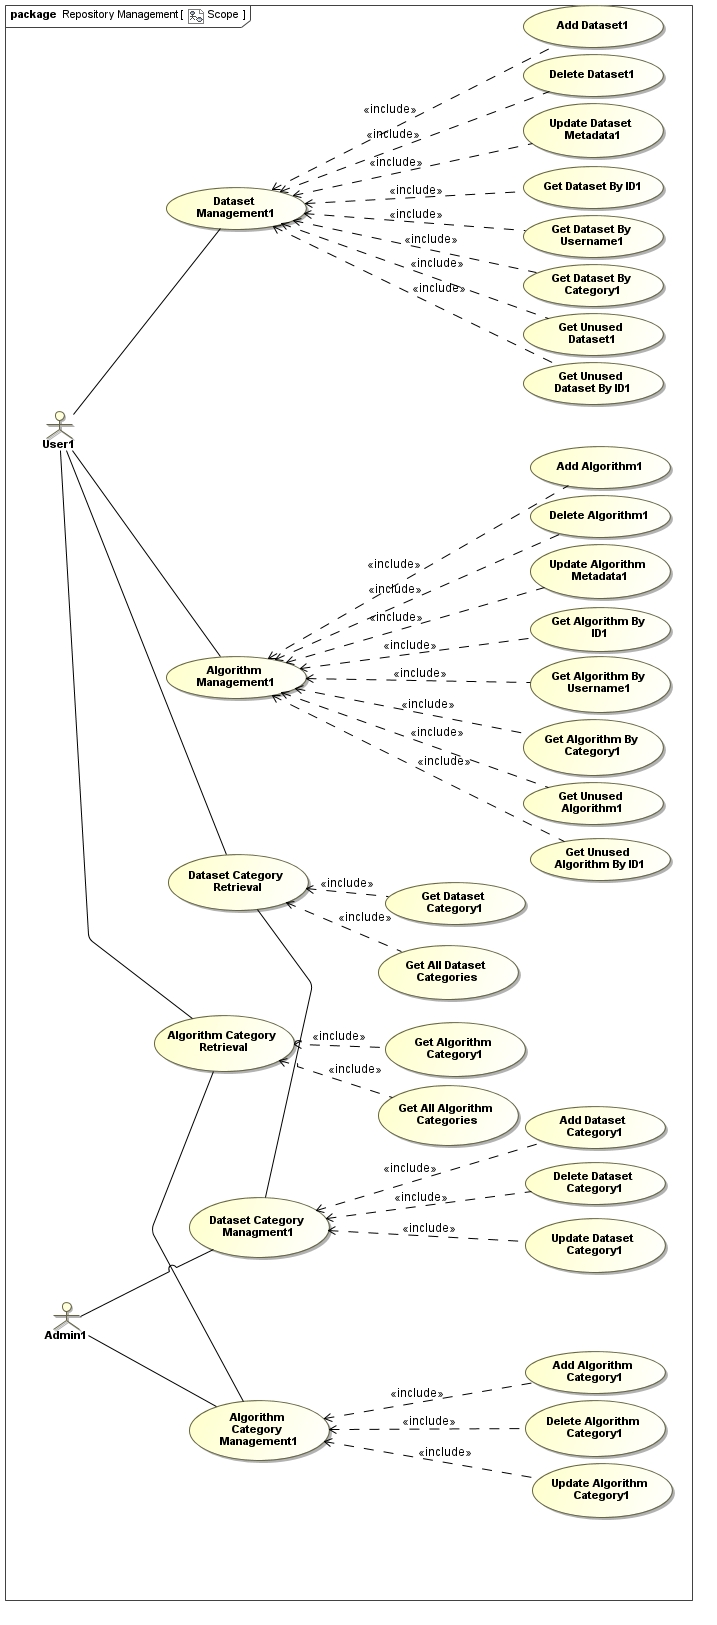 package Repository Management [ Scope ]
Add Dataset1
Delete Dataset1
«include»
Update Dataset
Metadata1
«include»
«include»
Get Dataset By ID1
«include»
Dataset
Management1
«include»
Get Dataset By
Username1
«include»
«include»
Get Dataset By
Category1
«include»
Get Unused
Dataset1
Get Unused
Dataset By ID1
User1
Add Algorithm1
Delete Algorithm1
«include»
Update Algorithm
Metadata1
«include»
«include»
Get Algorithm By
ID1
«include»
Algorithm
Management1
«include»
Get Algorithm By
Username1
«include»
«include»
Get Algorithm By
Category1
«include»
Get Unused
Algorithm1
Get Unused
Algorithm By ID1
Dataset Category
Retrieval
«include»
Get Dataset
Category1
«include»
Get All Dataset
Categories
Algorithm Category
Retrieval
«include»
Get Algorithm
Category1
«include»
Get All Algorithm
Categories
Add Dataset
Category1
«include»
Delete Dataset
Category1
«include»
Dataset Category
Managment1
«include»
Update Dataset
Category1
Admin1
Add Algorithm
Category1
«include»
Algorithm
Category
Management1
«include»
Delete Algorithm
Category1
«include»
Update Algorithm
Category1